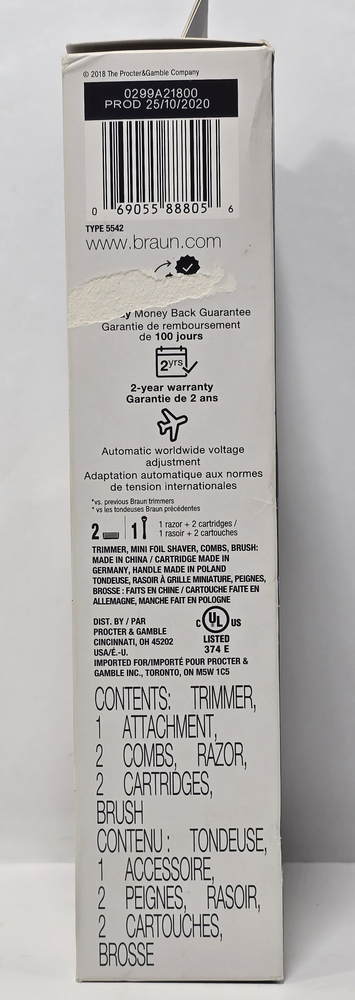 © 2018 The Procter&Gamble Company
0299A21800
PROD 25/10/2020
0 69055 88805 6
TYPE 5542
www.braun.com
Money Back Guarantee
Garantie de remboursement
de 100 jours
2yrs
2-year warranty
Garantie de 2 ans
Automatic worldwide voltage
adjustment
Adaptation automatique aux normes
de tension internationales
*vs. previous Braun trimmers
* vs les tondeuses Braun précédentes
2 1 1 razor + 2 cartridges /
1 rasoir + 2 cartouches
TRIMMER, MINI FOIL SHAVER, COMBS, BRUSH:
MADE IN CHINA / CARTRIDGE MADE IN
GERMANY, HANDLE MADE IN POLAND
TONDEUSE, RASOIR À GRILLE MINIATURE, PEIGNES,
BROSSE : FAITS EN CHINE / CARTOUCHE FAITE EN
ALLEMAGNE, MANCHE FAIT EN POLOGNE
DIST. BY / PAR
PROCTER & GAMBLE
CINCINNATI, OH 45202
USA/É.-U.
C UL US
LISTED
374 E
IMPORTED FOR/IMPORTÉ POUR PROCTER &
GAMBLE INC., TORONTO, ON M5W 1C5
CONTENTS: TRIMMER,
1 ATTACHMENT,
2 COMBS, RAZOR,
2 CARTRIDGES,
BRUSH
CONTENU : TONDEUSE,
1 ACCESSOIRE,
2 PEIGNES, RASOIR,
2 CARTOUCHES,
BROSSE